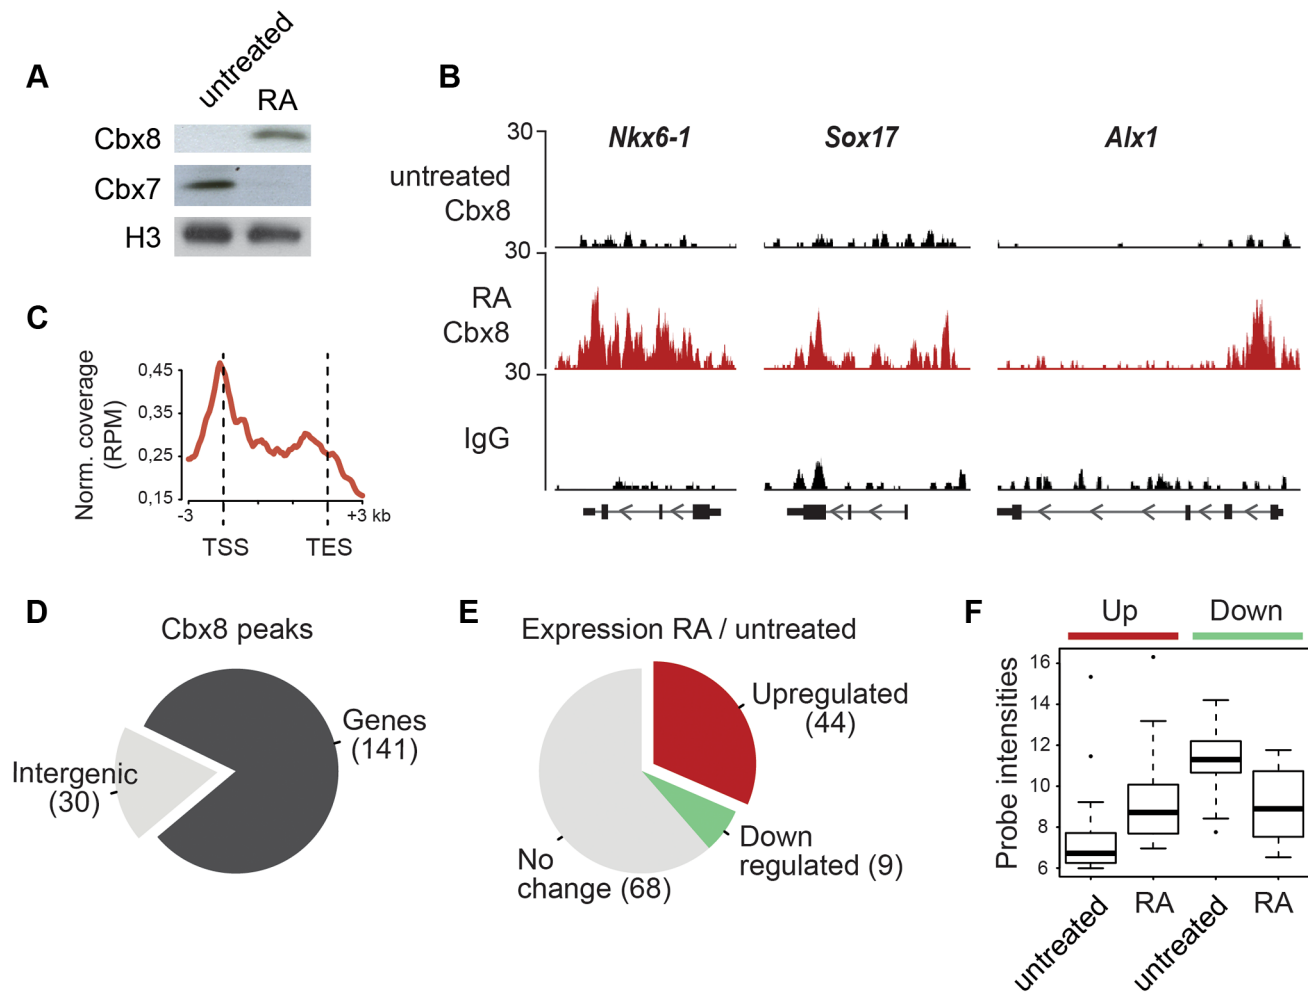 A
untreated
RA
Cbx8
Cbx7
H3
B
Nkx6-1
Sox17
Alx1
30
untreated
Cbx8
30
RA
Cbx8
30
IgG
C
Norm. coverage
(RPM)
0,45
0,35
0,25
0,15
-3
+3 kb
TSS
TES
D
Cbx8 peaks
Genes
(141)
Intergenic
(30)
E
Expression RA / untreated
Upregulated
(44)
Down
regulated (9)
No
change (68)
F
Up
Down
Probe intensities
16
14
12
10
8
6
untreated
RA
untreated
RA